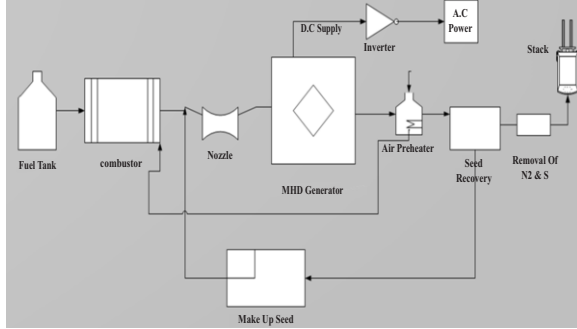 A.C
Power
D.C Supply
Inverter
Stack
Fuel Tank
combustor
Nozzle
MHD Generator
Air Preheater
Seed
Recovery
Removal Of
N2 & S
Make Up Seed